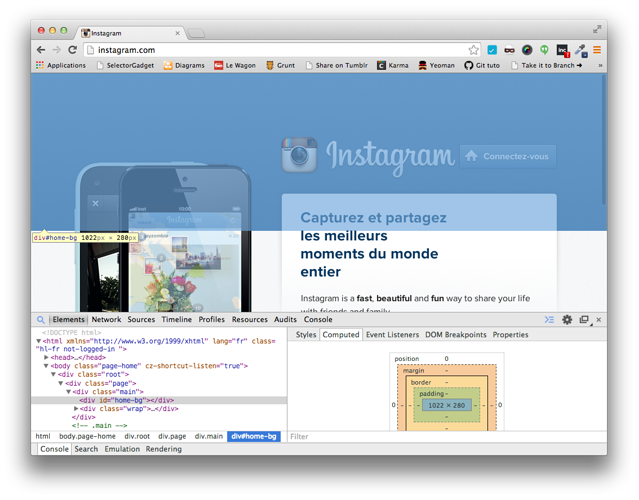 Instagram
instagram.com
Applications SelectorGadget Diagrams Le Wagon Grunt Share on Tumblr Karma Yeoman Git tuto Take it to Branch ➜ »
Instagram Connectez-vous
Capturez et partagez
les meilleurs
moments du monde
entier
div#home-bg 1022px × 280px
Instagram is a fast, beautiful and fun way to share your life
with friends and family.
Elements Network Sources Timeline Profiles Resources Audits Console
<!DOCTYPE html>
▼<html xmlns="http://www.w3.org/1999/xhtml" lang="fr" class=
"hl-fr not-logged-in ">
▶<head>…</head>
▼<body class="page-home" cz-shortcut-listen="true">
▼<div class="root">
▼<div class="page">
▼<div class="main">
<div id="home-bg"></div>
▶<div class="wrap">…</div>
</div>
<!-- .main -->
html body.page-home div.root div.page div.main div#home-bg
Styles Computed Event Listeners DOM Breakpoints Properties
position 0
margin -
border -
padding -
0 - - - 1022 × 280 - - - 0
Filter
Console Search Emulation Rendering